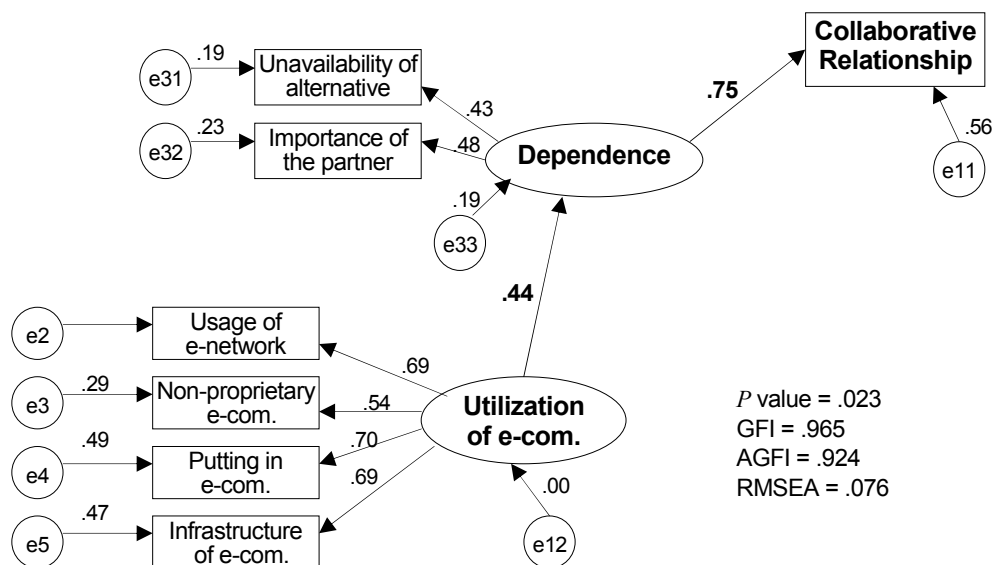 Collaborative
Relationship
.19
e31
Unavailability of
alternative
.43
.75
.56
e11
.23
e32
Importance of
the partner
.48
Dependence
.19
e33
.44
e2
Usage of
e-network
.69
.29
e3
Non-proprietary
e-com.
.54
Utilization
of e-com.
.49
e4
Putting in
e-com.
.70
.47
e5
Infrastructure
of e-com.
.69
.00
e12
P value = .023
GFI = .965
AGFI = .924
RMSEA = .076